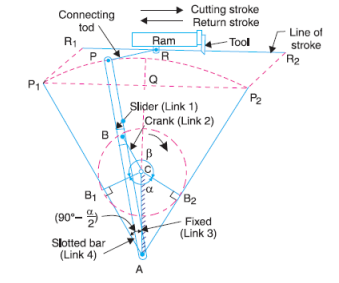 Connecting
tod
Cutting stroke
Return stroke
R₁
Ram
Tool
Line of
stroke
P
R
R₂
P₁
Q
P₂
Slider (Link 1)
Crank (Link 2)
B
β
C
B₁
α
B₂
(90°– α/2)
Fixed
(Link 3)
Slotted bar
(Link 4)
A